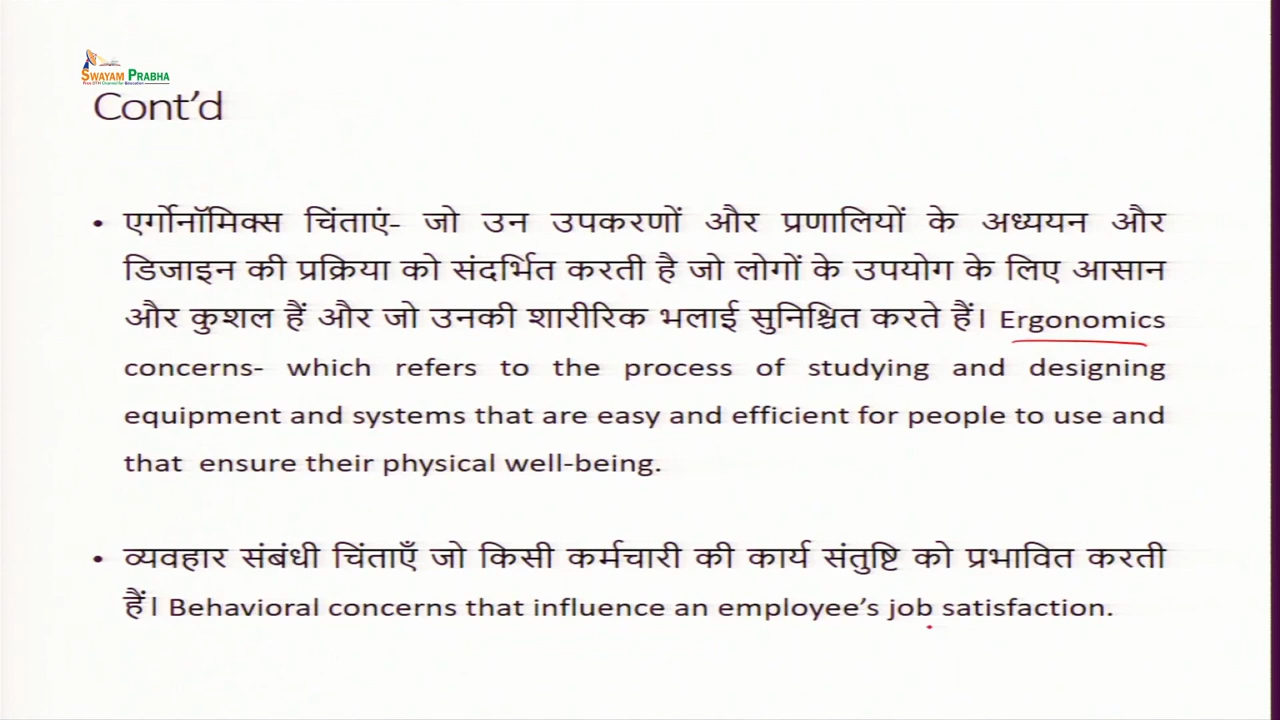 SWAYAM PRABHA
Cont'd
• एर्गोनॉमिक्स चिंताएं- जो उन उपकरणों और प्रणालियों के अध्ययन और
डिजाइन की प्रक्रिया को संदर्भित करती है जो लोगों के उपयोग के लिए आसान
और कुशल हैं और जो उनकी शारीरिक भलाई सुनिश्चित करते हैं। Ergonomics
concerns- which refers to the process of studying and designing
equipment and systems that are easy and efficient for people to use and
that ensure their physical well-being.
• व्यवहार संबंधी चिंताएँ जो किसी कर्मचारी की कार्य संतुष्टि को प्रभावित करती
हैं। Behavioral concerns that influence an employee's job satisfaction.